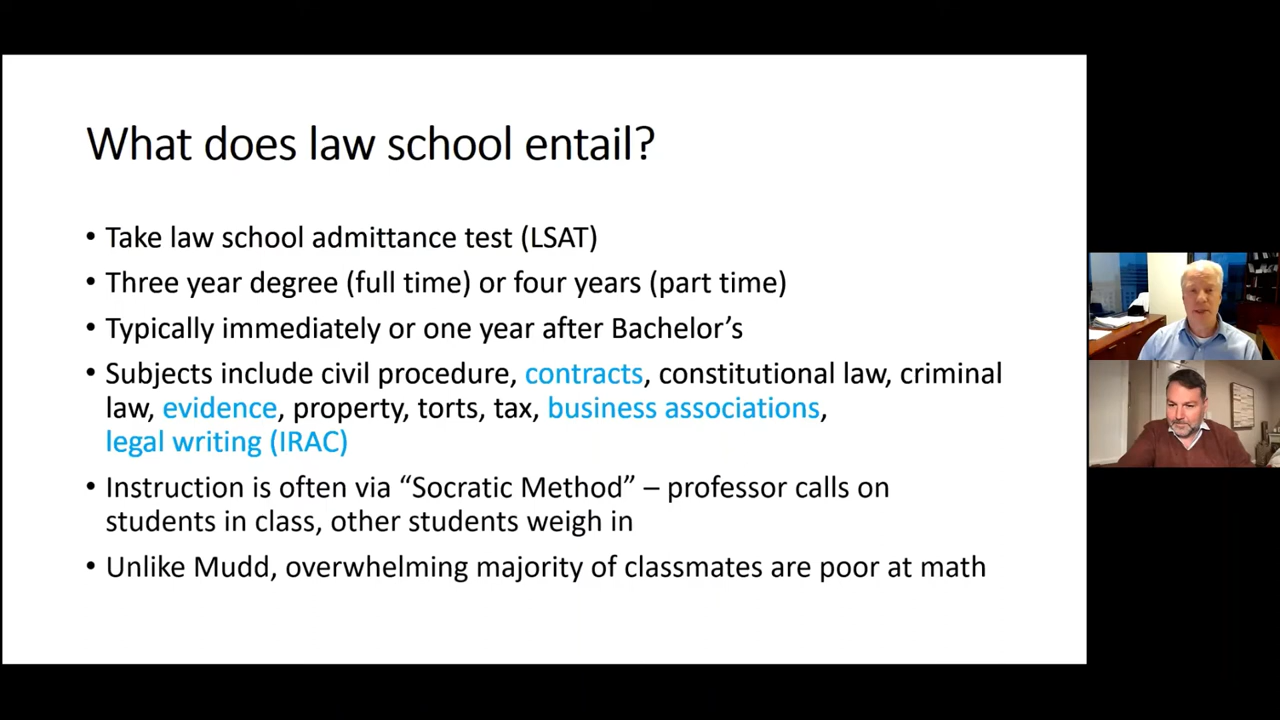 What does law school entail?
• Take law school admittance test (LSAT)
• Three year degree (full time) or four years (part time)
• Typically immediately or one year after Bachelor’s
• Subjects include civil procedure, contracts, constitutional law, criminal
law, evidence, property, torts, tax, business associations,
legal writing (IRAC)
• Instruction is often via “Socratic Method” – professor calls on
students in class, other students weigh in
• Unlike Mudd, overwhelming majority of classmates are poor at math